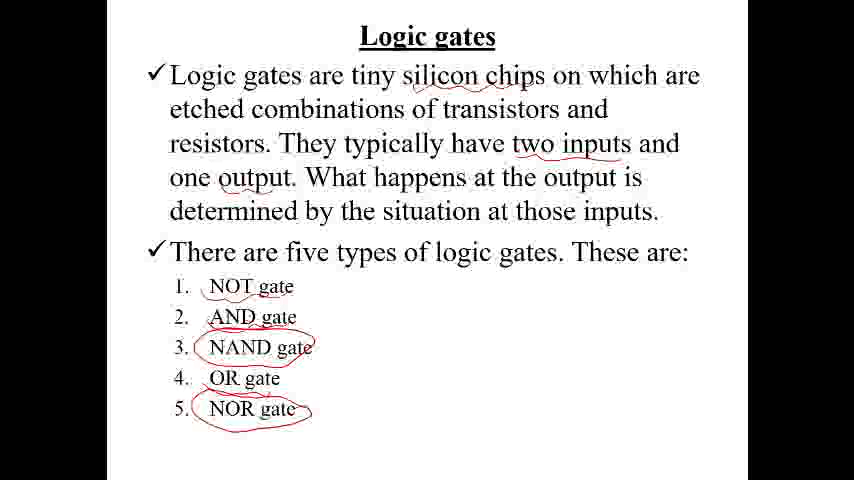 Logic gates
✓Logic gates are tiny silicon chips on which are
etched combinations of transistors and
resistors. They typically have two inputs and
one output. What happens at the output is
determined by the situation at those inputs.
✓There are five types of logic gates. These are:
1. NOT gate
2. AND gate
3. NAND gate
4. OR gate
5. NOR gate